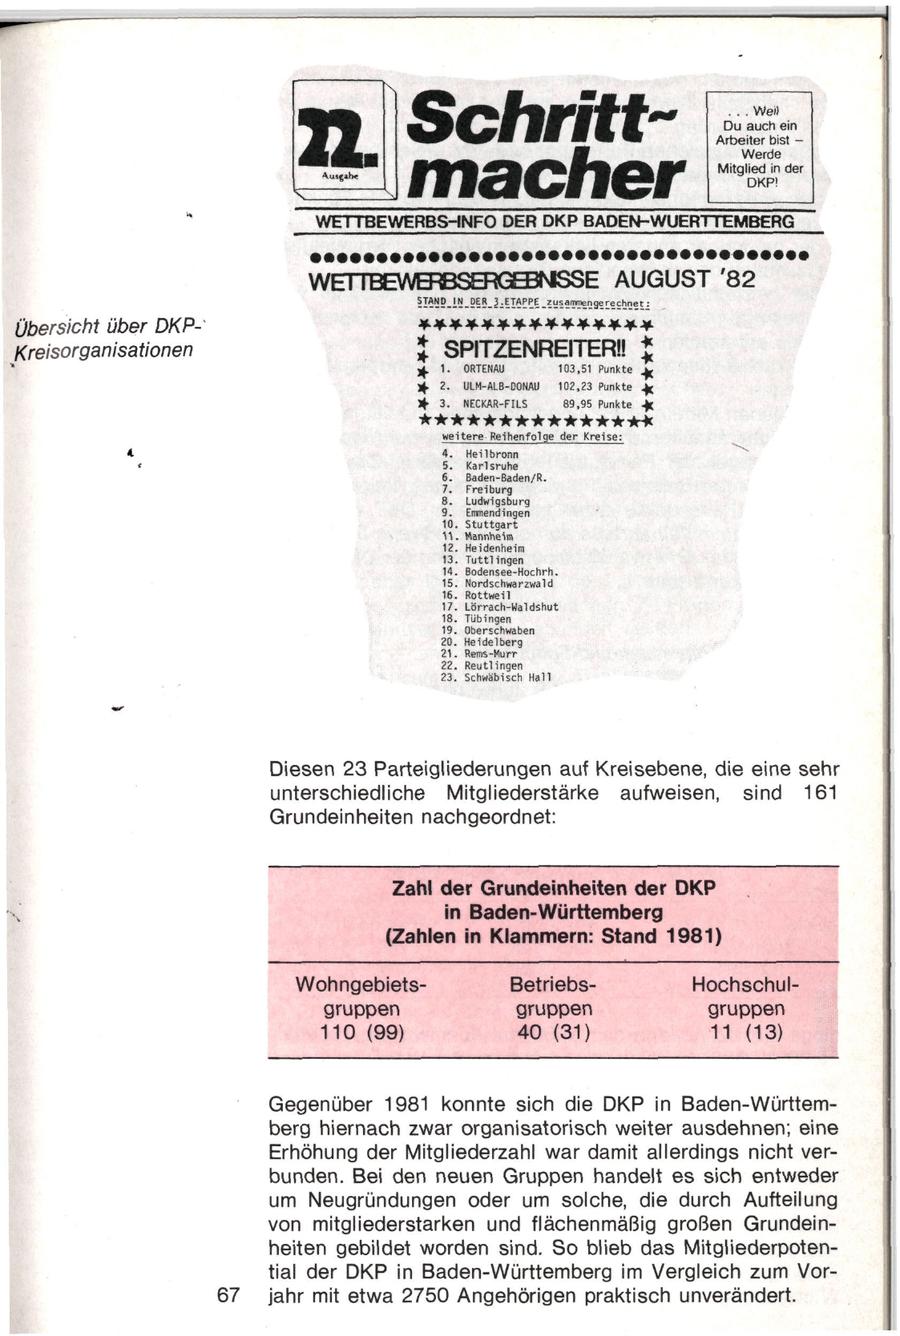 22.
Ausgabe
Schritt-
macher
... Weil
Du auch ein
Arbeiter bist –
Werde
Mitglied in der
DKP!
WETTBEWERBS-INFO DER DKP BADEN-WUERTTEMBERG
WETTBEWERBSERGEBNISSE AUGUST '82
STAND IN DER 3.ETAPPE zusammengerechnet:
Übersicht über DKP-
Kreisorganisationen
SPITZENREITER!!
1. ORTENAU 103,51 Punkte
2. ULM-ALB-DONAU 102,23 Punkte
3. NECKAR-FILS 89,95 Punkte
weitere Reihenfolge der Kreise:
4. Heilbronn
5. Karlsruhe
6. Baden-Baden/R.
7. Freiburg
8. Ludwigsburg
9. Emmendingen
10. Stuttgart
11. Mannheim
12. Heidenheim
13. Tuttlingen
14. Bodensee-Hochrh.
15. Nordschwarzwald
16. Rottweil
17. Lörrach-Waldshut
18. Tübingen
19. Oberschwaben
20. Heidelberg
21. Rems-Murr
22. Reutlingen
23. Schwäbisch Hall
Diesen 23 Parteigliederungen auf Kreisebene, die eine sehr
unterschiedliche Mitgliederstärke aufweisen, sind 161
Grundeinheiten nachgeordnet:
Zahl der Grundeinheiten der DKP
in Baden-Württemberg
(Zahlen in Klammern: Stand 1981)
Wohngebiets- Betriebs- Hochschul-
gruppen gruppen gruppen
110 (99) 40 (31) 11 (13)
Gegenüber 1981 konnte sich die DKP in Baden-Württem-
berg hiernach zwar organisatorisch weiter ausdehnen; eine
Erhöhung der Mitgliederzahl war damit allerdings nicht ver-
bunden. Bei den neuen Gruppen handelt es sich entweder
um Neugründungen oder um solche, die durch Aufteilung
von mitgliederstarken und flächenmäßig großen Grundein-
heiten gebildet worden sind. So blieb das Mitgliederpoten-
tial der DKP in Baden-Württemberg im Vergleich zum Vor-
jahr mit etwa 2750 Angehörigen praktisch unverändert.
67